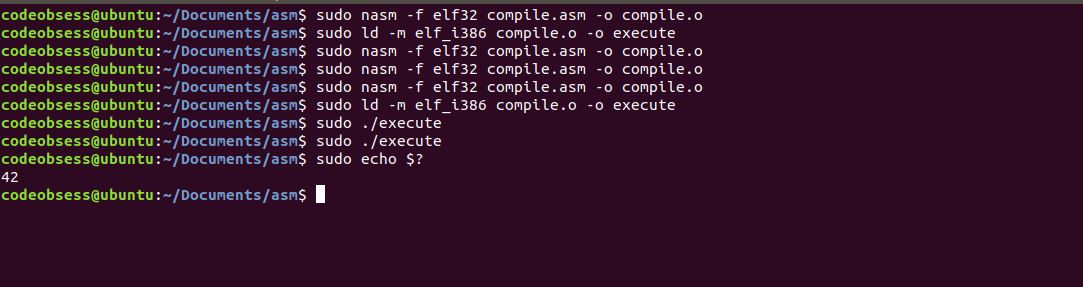 codeobsess@ubuntu:~/Documents/asm$ sudo nasm -f elf32 compile.asm -o compile.o
codeobsess@ubuntu:~/Documents/asm$ sudo ld -m elf_i386 compile.o -o execute
codeobsess@ubuntu:~/Documents/asm$ sudo nasm -f elf32 compile.asm -o compile.o
codeobsess@ubuntu:~/Documents/asm$ sudo nasm -f elf32 compile.asm -o compile.o
codeobsess@ubuntu:~/Documents/asm$ sudo nasm -f elf32 compile.asm -o compile.o
codeobsess@ubuntu:~/Documents/asm$ sudo ld -m elf_i386 compile.o -o execute
codeobsess@ubuntu:~/Documents/asm$ sudo ./execute
codeobsess@ubuntu:~/Documents/asm$ sudo ./execute
codeobsess@ubuntu:~/Documents/asm$ sudo echo $?
42
codeobsess@ubuntu:~/Documents/asm$